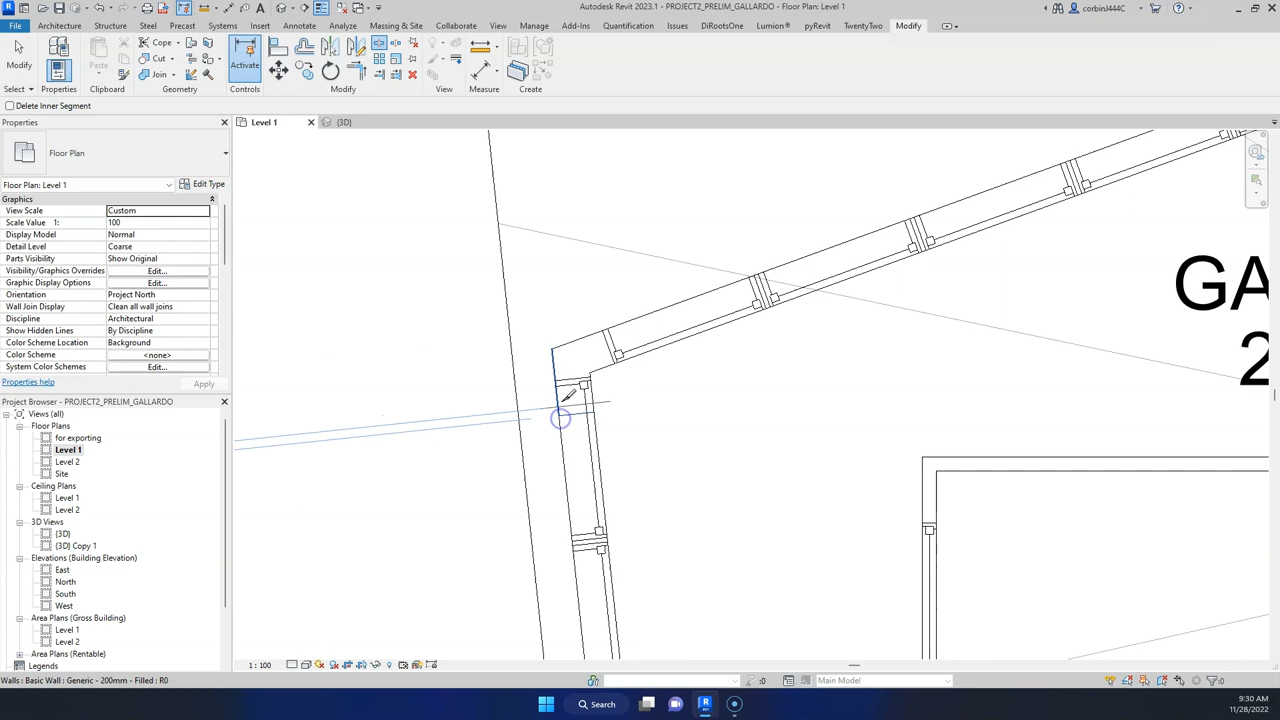 Autodesk Revit 2023.1 - PROJECT2_PRELIM_GALLARDO - Floor Plan: Level 1
corbinJ444C
File Architecture Structure Steel Precast Systems Insert Annotate Analyze Massing & Site Collaborate View Manage Add-Ins Quantification Issues DiRootsOne Lumion® pyRevit TwentyTwo Modify
Modify
Paste
Cope
Cut
Join
Activate
Select Properties Clipboard Geometry Controls Modify View Measure Create
Delete Inner Segment
Properties
Level 1
{3D}
Floor Plan
Floor Plan: Level 1
Edit Type
Graphics
View Scale Custom
Scale Value 1: 100
Display Model Normal
Detail Level Coarse
Parts Visibility Show Original
Visibility/Graphics Overrides Edit...
Graphic Display Options Edit...
Orientation Project North
Wall Join Display Clean all wall joins
Discipline Architectural
Show Hidden Lines By Discipline
Color Scheme Location Background
Color Scheme <none>
System Color Schemes Edit...
Properties help
Apply
Project Browser - PROJECT2_PRELIM_GALLARDO
Views (all)
Floor Plans
for exporting
Level 1
Level 2
Site
Ceiling Plans
Level 1
Level 2
3D Views
{3D}
{3D} Copy 1
Elevations (Building Elevation)
East
North
South
West
Area Plans (Gross Building)
Level 1
Level 2
Area Plans (Rentable)
Legends
GA
2
1 : 100
Walls : Basic Wall : Generic - 200mm - Filled : R0
:0
Main Model
:0
Search
9:30 AM
11/28/2022